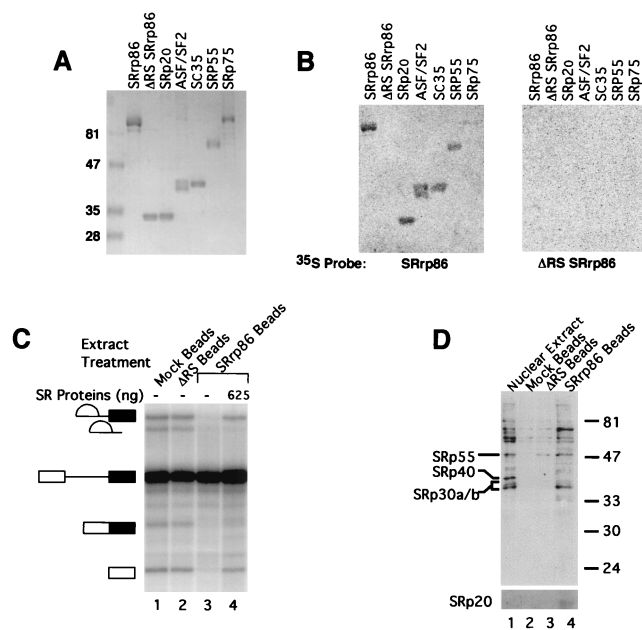 A
SRrp86
ΔRS SRrp86
SRp20
ASF/SF2
SC35
SRP55
SRp75
81
47
35
28
B
SRrp86
ΔRS SRrp86
SRp20
ASF/SF2
SC35
SRP55
SRp75
SRrp86
ΔRS SRrp86
SRp20
ASF/SF2
SC35
SRP55
SRp75
35S Probe: SRrp86 ΔRS SRrp86
C
Extract Treatment
Mock Beads
ΔRS Beads
SRrp86 Beads
SR Proteins (ng) - - - 625
1 2 3 4
D
Nuclear Extract
Mock Beads
ΔRS Beads
SRrp86 Beads
SRp55
SRp40
SRp30a/b
81
47
33
30
24
SRp20
1 2 3 4